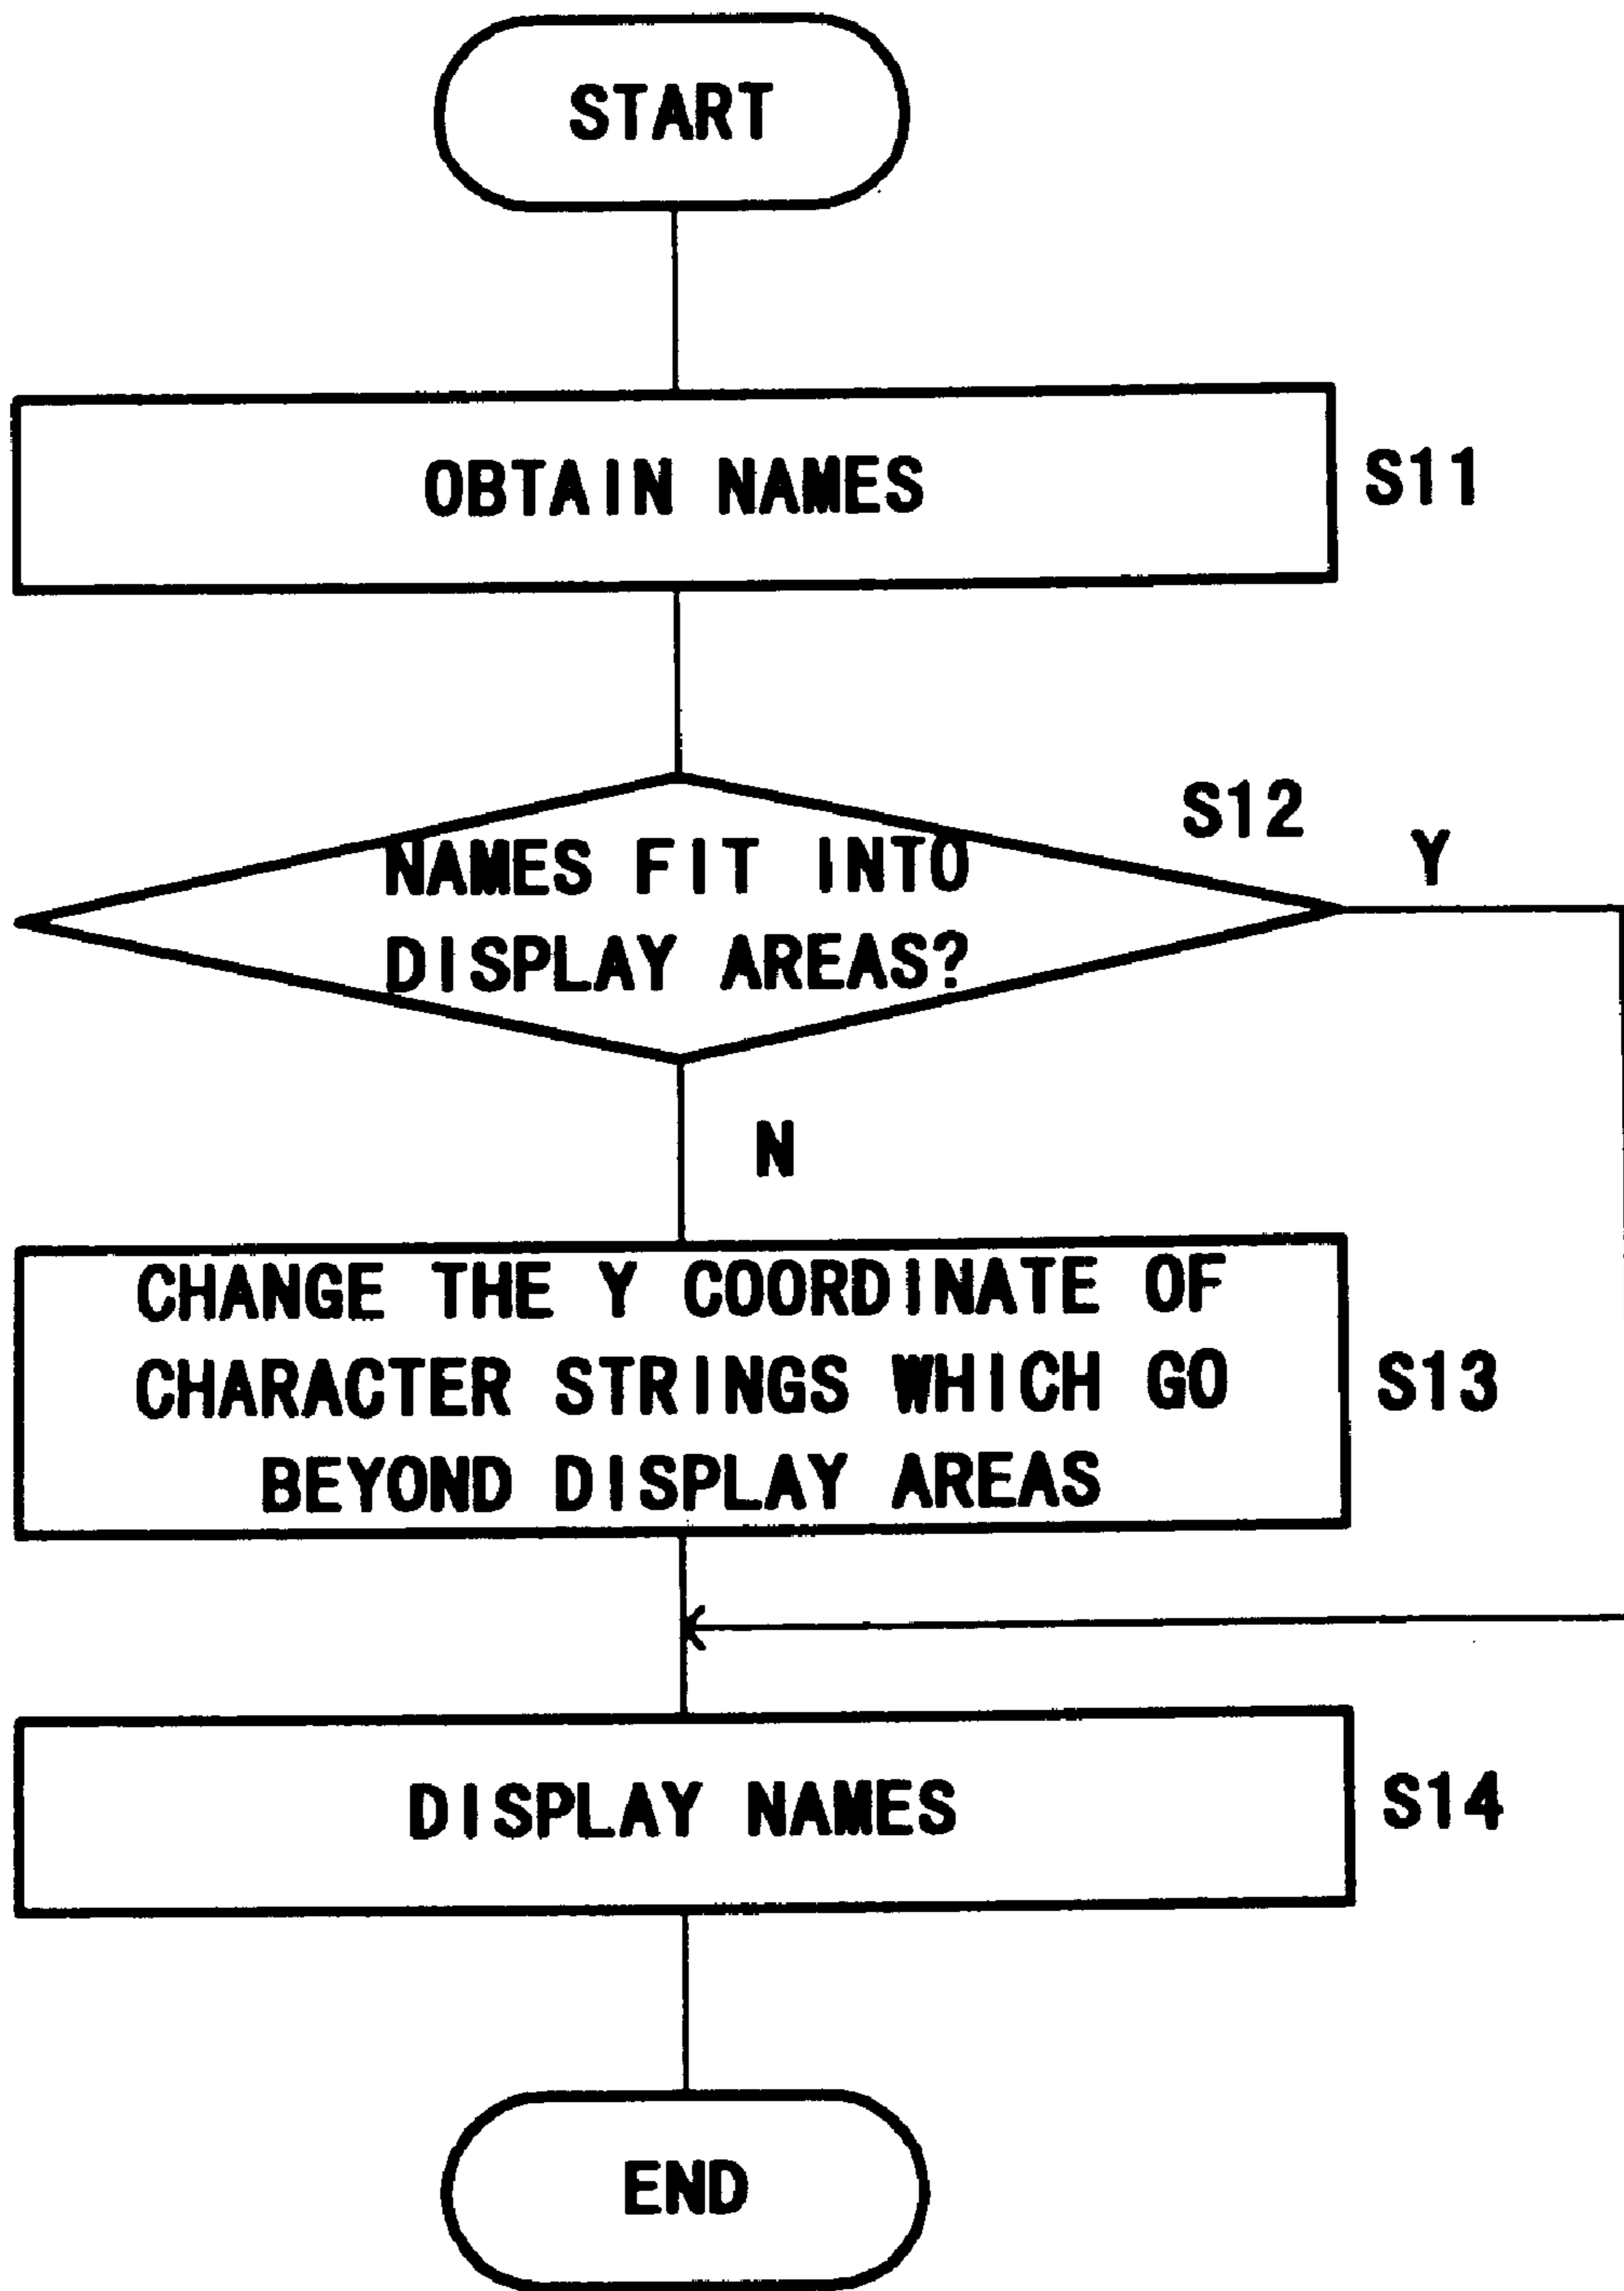 START
OBTAIN NAMES
S11
S12
NAMES FIT INTO
DISPLAY AREAS?
Y
N
CHANGE THE Y COORDINATE OF
CHARACTER STRINGS WHICH GO
BEYOND DISPLAY AREAS
S13
DISPLAY NAMES
S14
END